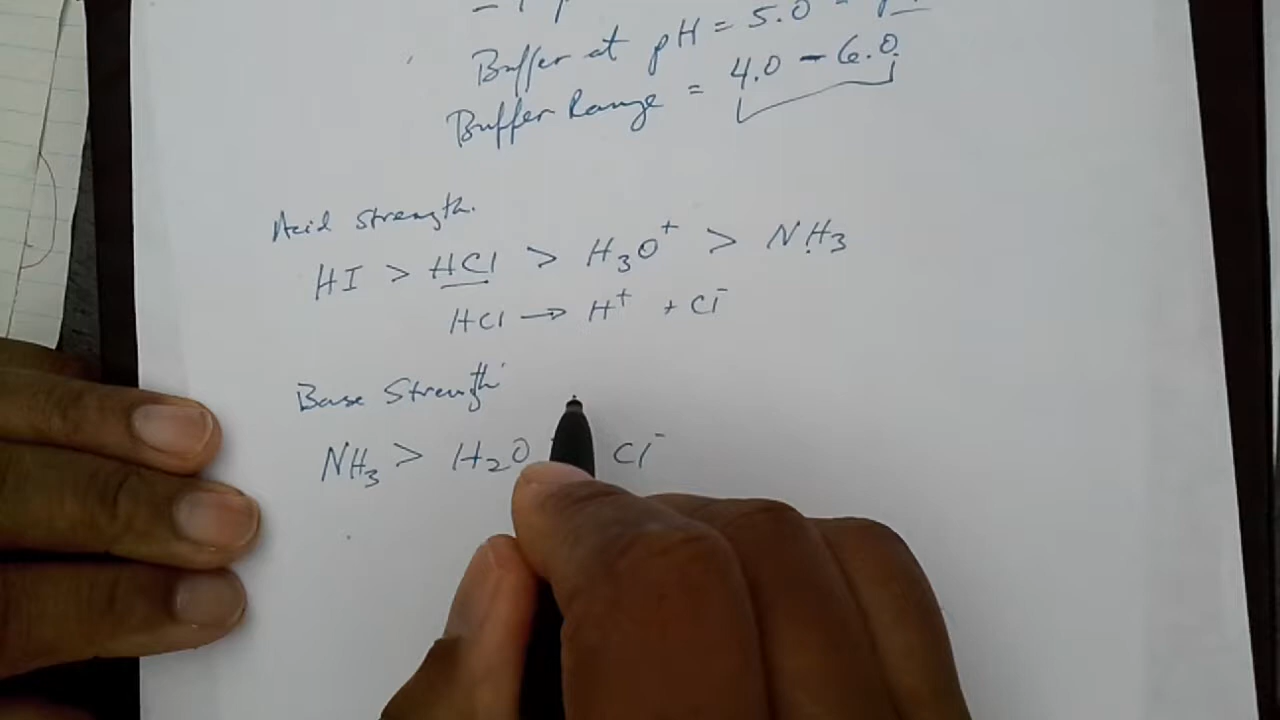 Buffer at pH = 5.0
Buffer Range = 4.0 - 6.0
Acid Strength.
HI > HCl > H₃O⁺ > NH₃
HCl → H⁺ + Cl⁻
Base Strength
NH₃ > H₂O Cl⁻